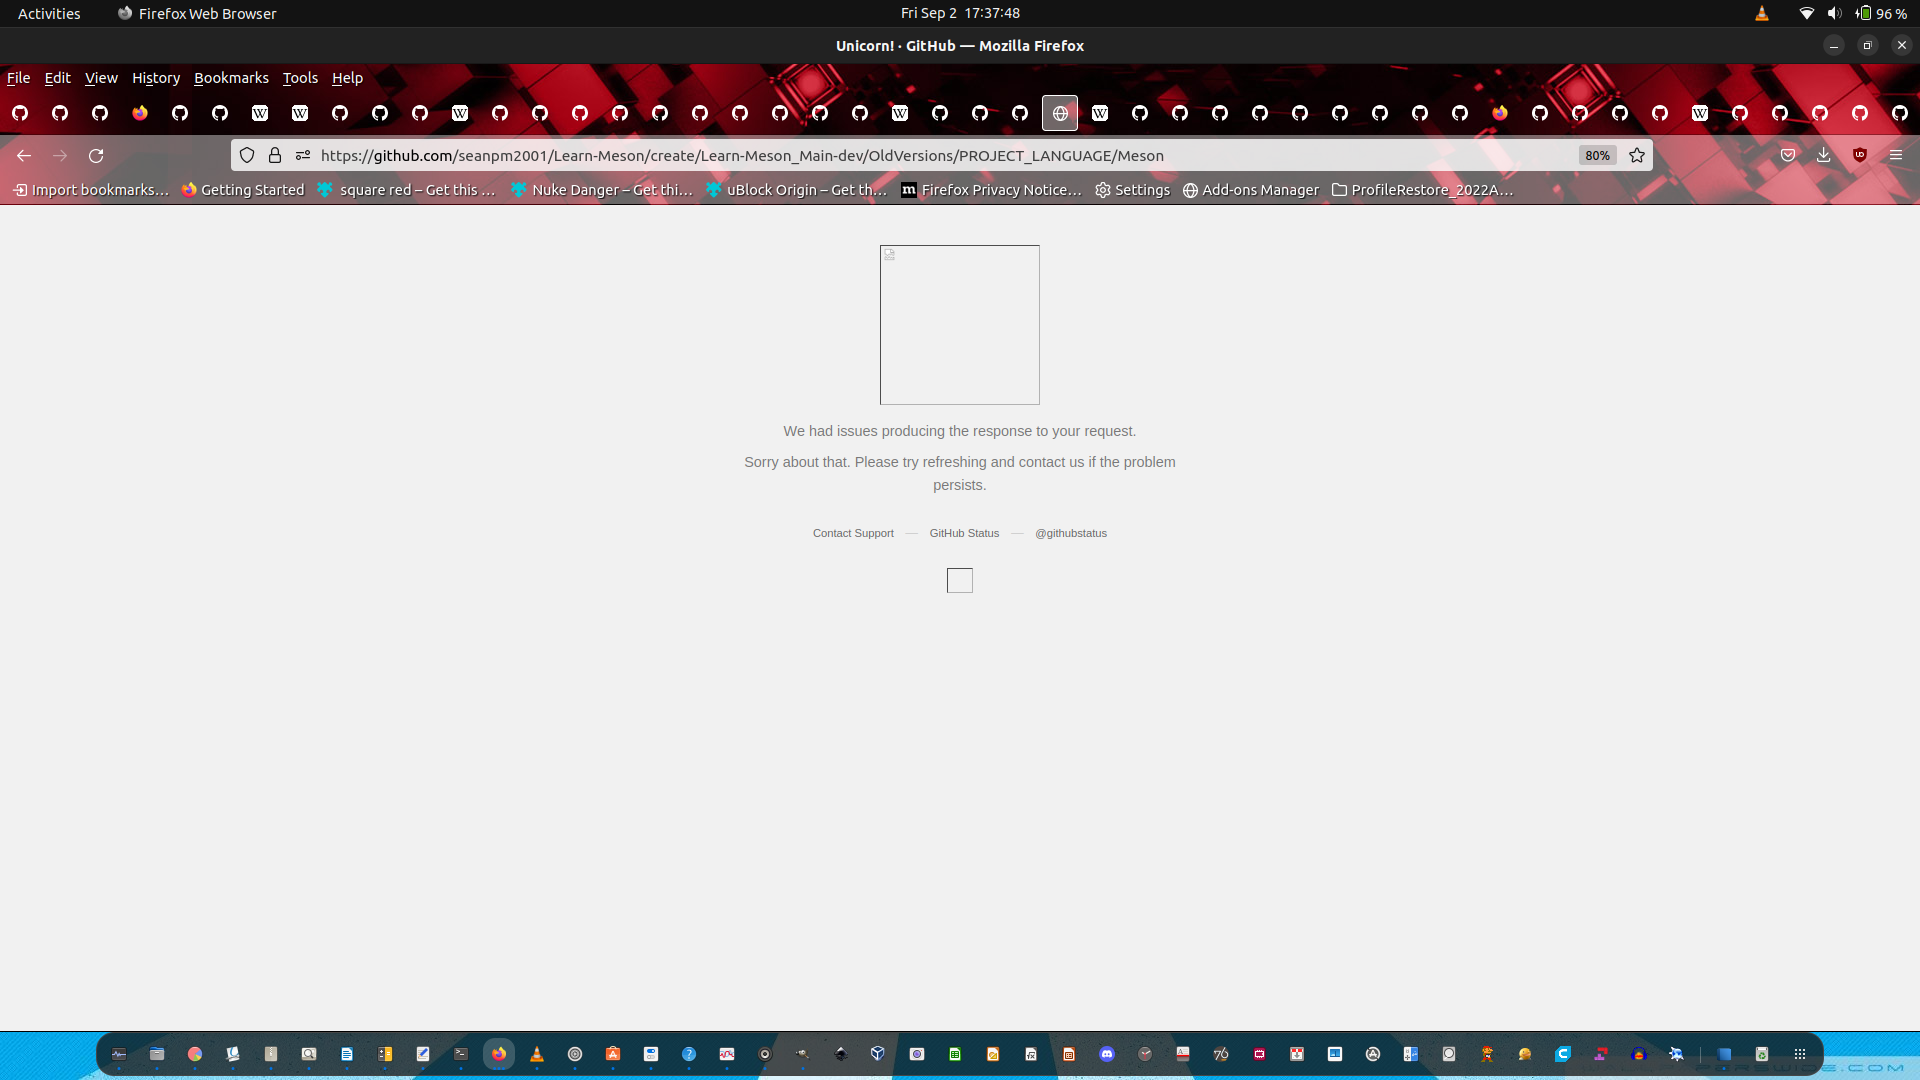 Activities Firefox Web Browser Fri Sep 2 17:37:48 96 %
Unicorn! · GitHub — Mozilla Firefox
File Edit View History Bookmarks Tools Help
https://github.com/seanpm2001/Learn-Meson/create/Learn-Meson_Main-dev/OldVersions/PROJECT_LANGUAGE/Meson 80%
Import bookmarks… Getting Started square red – Get this … Nuke Danger – Get thi… uBlock Origin – Get th… Firefox Privacy Notice… Settings Add-ons Manager ProfileRestore_2022A…
We had issues producing the response to your request.
Sorry about that. Please try refreshing and contact us if the problem
persists.
Contact Support — GitHub Status — @githubstatus